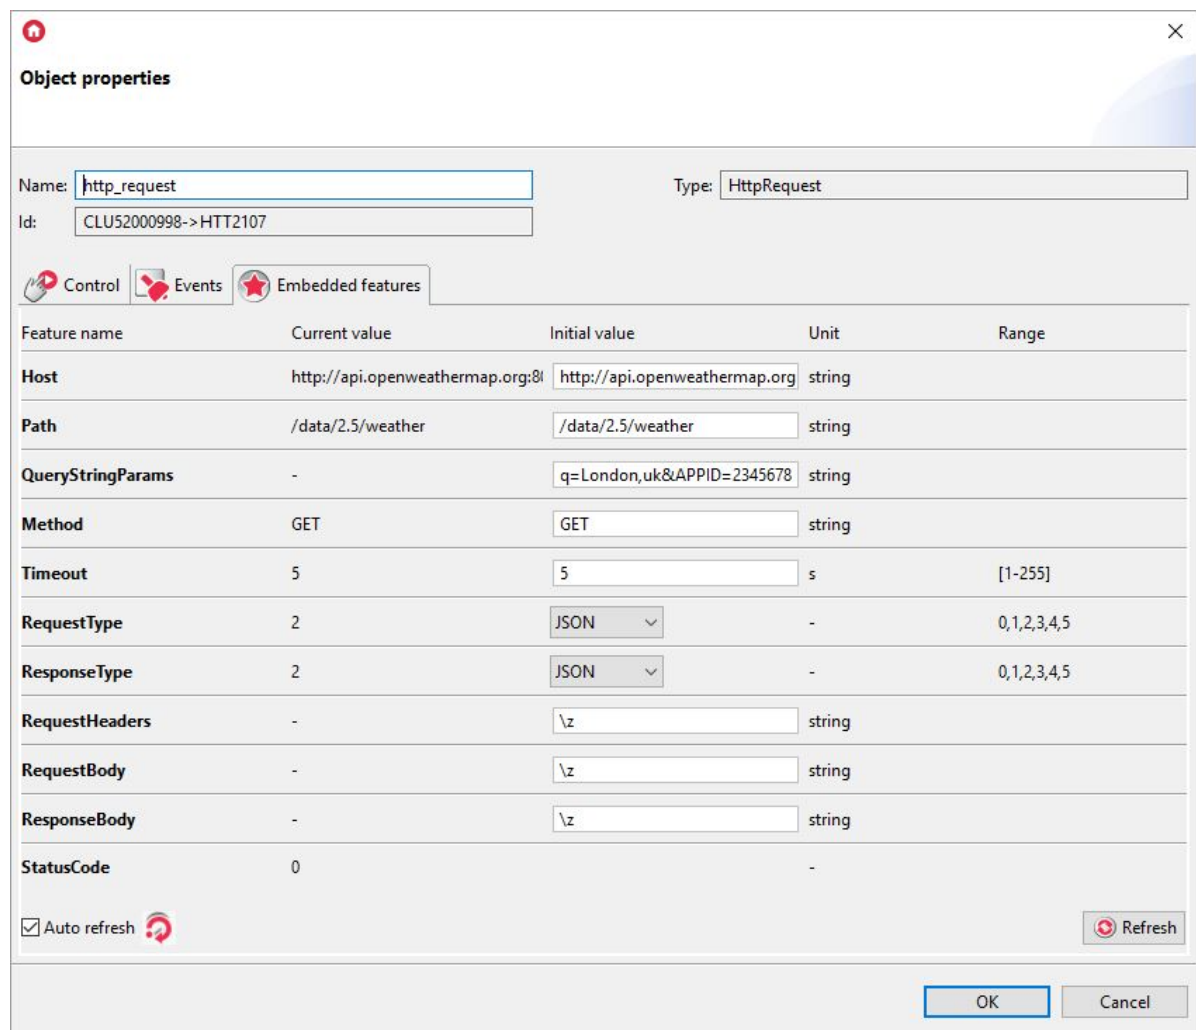 Object properties
Name: http_request Type: HttpRequest
Id: CLU52000998->HTT2107
Control Events Embedded features
Feature name Current value Initial value Unit Range
Host http://api.openweathermap.org:8 http://api.openweathermap.org string
Path /data/2.5/weather /data/2.5/weather string
QueryStringParams - q=London,uk&APPID=2345678 string
Method GET GET string
Timeout 5 5 s [1-255]
RequestType 2 JSON - 0,1,2,3,4,5
ResponseType 2 JSON - 0,1,2,3,4,5
RequestHeaders - \z string
RequestBody - \z string
ResponseBody - \z string
StatusCode 0 -
Auto refresh Refresh
OK Cancel